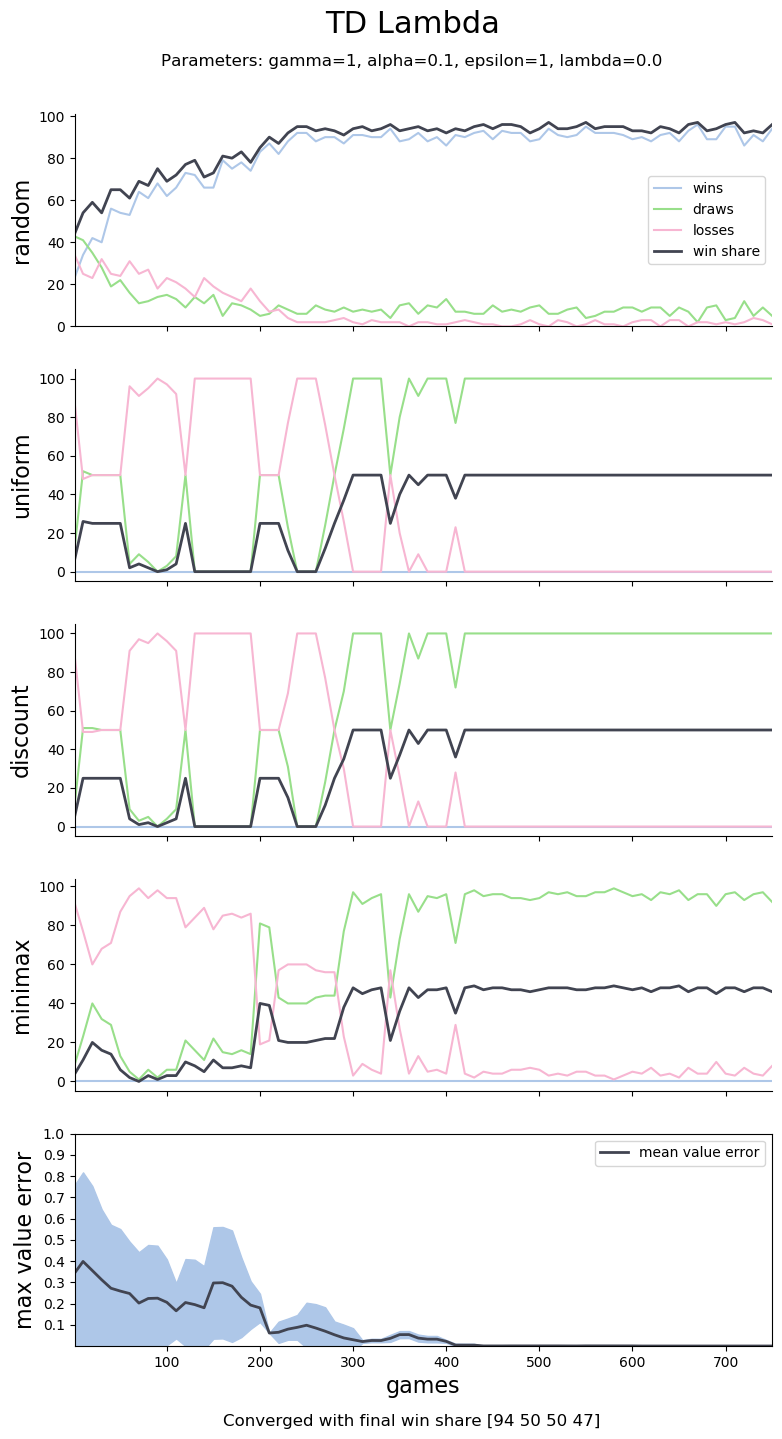 TD Lambda
Parameters: gamma=1, alpha=0.1, epsilon=1, lambda=0.0
random
100
80
60
40
20
0
wins
draws
losses
win share
uniform
100
80
60
40
20
0
discount
100
80
60
40
20
0
minimax
100
80
60
40
20
0
max value error
1.0
0.9
0.8
0.7
0.6
0.5
0.4
0.3
0.2
0.1
mean value error
100 200 300 400 500 600 700
games
Converged with final win share [94 50 50 47]